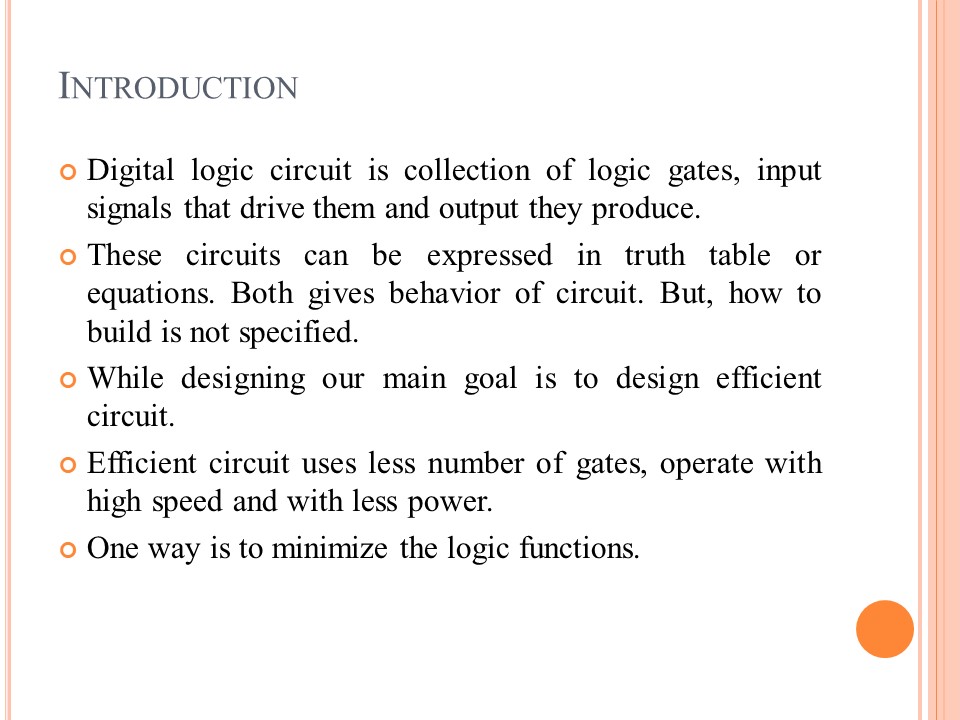 INTRODUCTION
Digital logic circuit is collection of logic gates, input
signals that drive them and output they produce.
These circuits can be expressed in truth table or
equations. Both gives behavior of circuit. But, how to
build is not specified.
While designing our main goal is to design efficient
circuit.
Efficient circuit uses less number of gates, operate with
high speed and with less power.
One way is to minimize the logic functions.